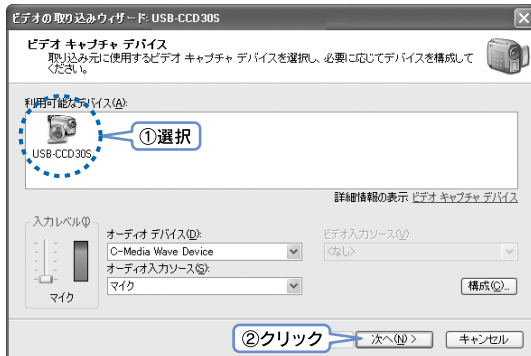 ビデオの取り込みウィザード: USB-CCD30S
ビデオ キャプチャ デバイス
取り込み元に使用するビデオ キャプチャ デバイスを選択し、必要に応じてデバイスを構成して
ください。
利用可能なデバイス(A):
①選択
USB-CCD30S
詳細情報の表示 ビデオ キャプチャ デバイス
入力レベル(I)
オーディオ デバイス(D):
ビデオ入力ソース(V):
C-Media Wave Device
<なし>
オーディオ入力ソース(S):
マイク
構成(C)...
マイク
②クリック
次へ(N) >
キャンセル